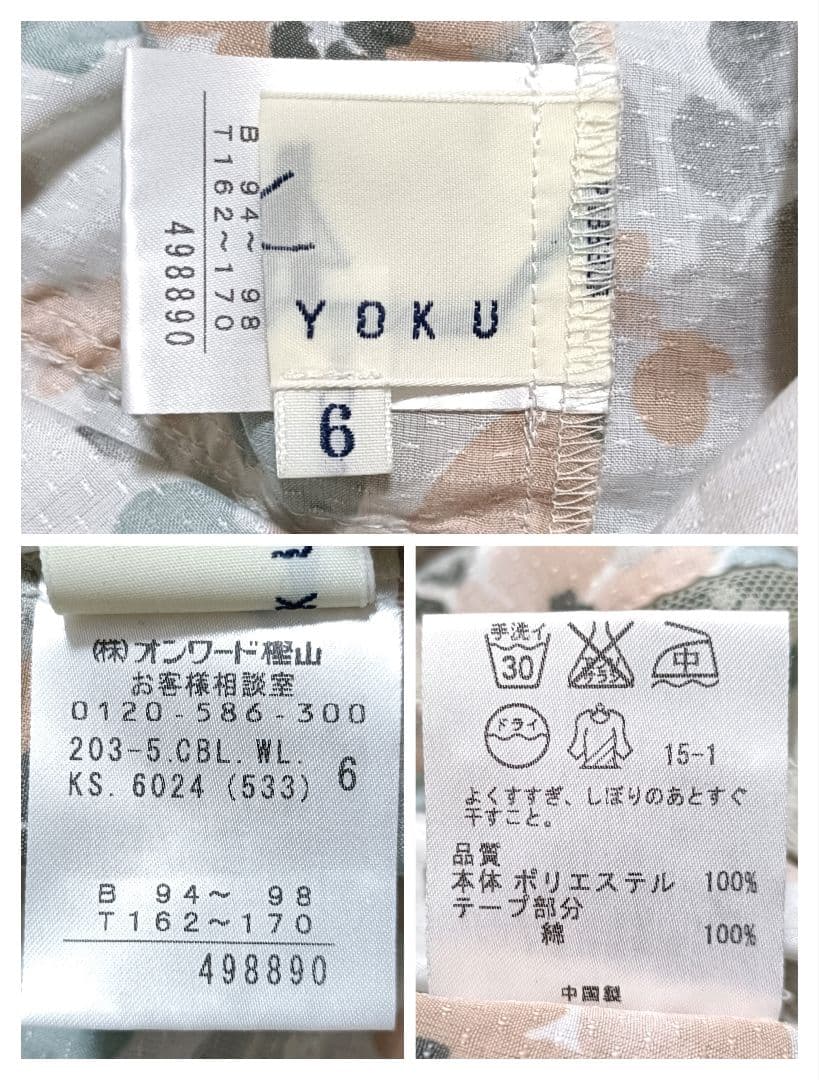 B 94～ 98
T162～170
498890
YOKU
6
(株)オンワード樫山
お客様相談室
0120-586-300
203-5.CBL.WL.
KS. 6024 (533) 6
B 94～ 98
T162～170
498890
手洗イ
30
中
ドライ
15-1
よくすすぎ、しぼりのあとすぐ
干すこと。
品質
本体 ポリエステル 100%
テープ部分
綿 100%
中国製